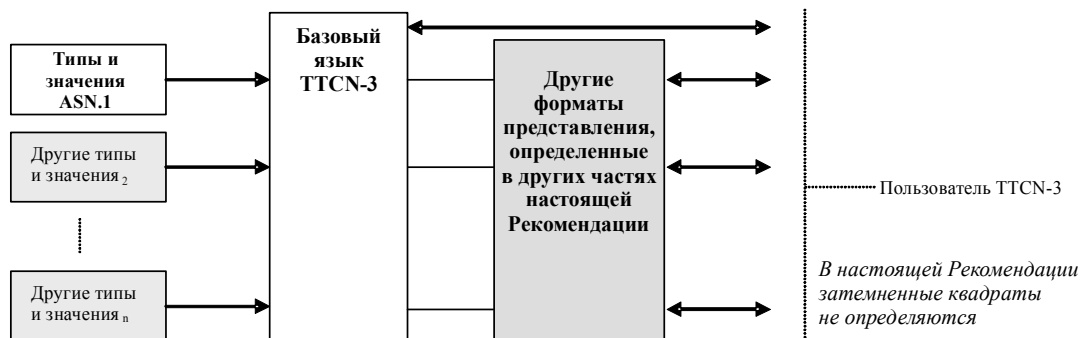 Типы и
значения
ASN.1
Другие типы
и значения 2
Другие типы
и значения n
Базовый
язык
TTCN-3
Другие
форматы
представления,
определенные
в других частях
настоящей
Рекомендации
Пользователь TTCN-3
В настоящей Рекомендации
затемненные квадраты
не определяются